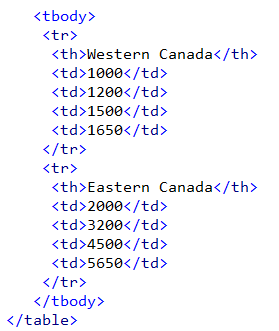 <tbody>
<tr>
<th>Western Canada</th>
<td>1000</td>
<td>1200</td>
<td>1500</td>
<td>1650</td>
</tr>
<tr>
<th>Eastern Canada</th>
<td>2000</td>
<td>3200</td>
<td>4500</td>
<td>5650</td>
</tr>
</tbody>
</table>